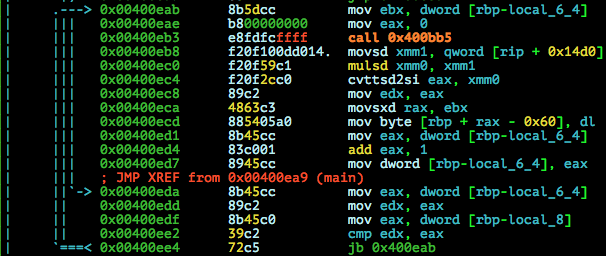 .---> 0x00400eab 8b5dcc mov ebx, dword [rbp-local_6_4]
||| 0x00400eae b800000000 mov eax, 0
||| 0x00400eb3 e8fdfcffff call 0x400bb5
||| 0x00400eb8 f20f100dd014. movsd xmm1, qword [rip + 0x14d0]
||| 0x00400ec0 f20f59c1 mulsd xmm0, xmm1
||| 0x00400ec4 f20f2cc0 cvttsd2si eax, xmm0
||| 0x00400ec8 89c2 mov edx, eax
||| 0x00400eca 4863c3 movsxd rax, ebx
||| 0x00400ecd 885405a0 mov byte [rbp + rax - 0x60], dl
||| 0x00400ed1 8b45cc mov eax, dword [rbp-local_6_4]
||| 0x00400ed4 83c001 add eax, 1
||| 0x00400ed7 8945cc mov dword [rbp-local_6_4], eax
||| ; JMP XREF from 0x00400ea9 (main)
||`-> 0x00400eda 8b45cc mov eax, dword [rbp-local_6_4]
|| 0x00400edd 89c2 mov edx, eax
|| 0x00400edf 8b45c0 mov eax, dword [rbp-local_8]
|| 0x00400ee2 39c2 cmp edx, eax
`===< 0x00400ee4 72c5 jb 0x400eab